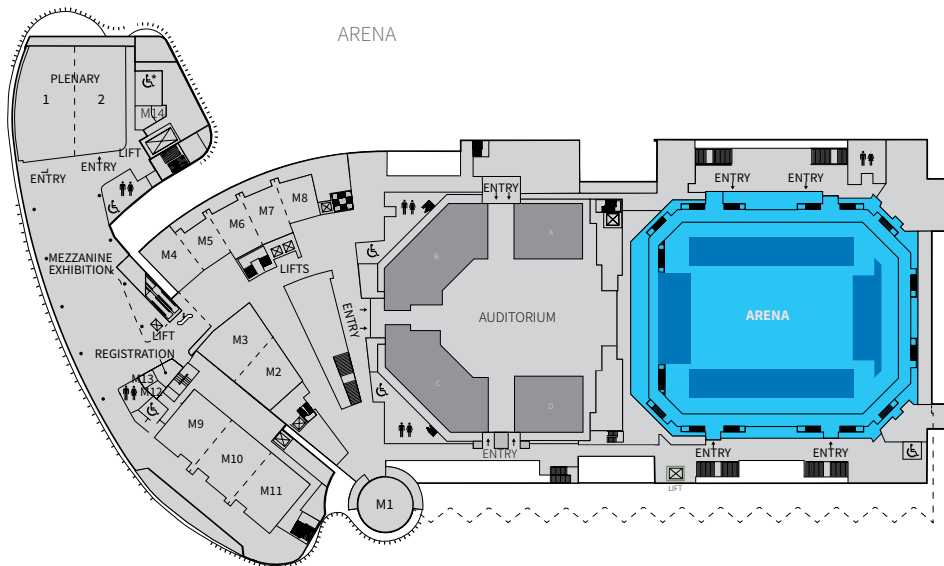 ARENA
PLENARY
1
2
*
M14
LIFT
ENTRY
ENTRY
ENTRY
ENTRY
ENTRY
M8
M7
M6
M5
M4
A
B
MEZZANINE
EXHIBITION
LIFTS
ENTRY
AUDITORIUM
ARENA
LIFT
REGISTRATION
M3
M2
M13
M12
C
D
M9
M10
M11
ENTRY
ENTRY
ENTRY
LIFT
M1